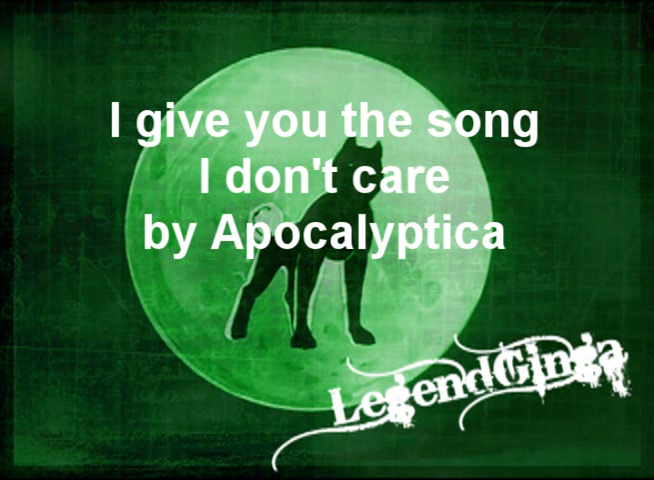 I give you the song
I don't care
by Apocalyptica
LegendGinga